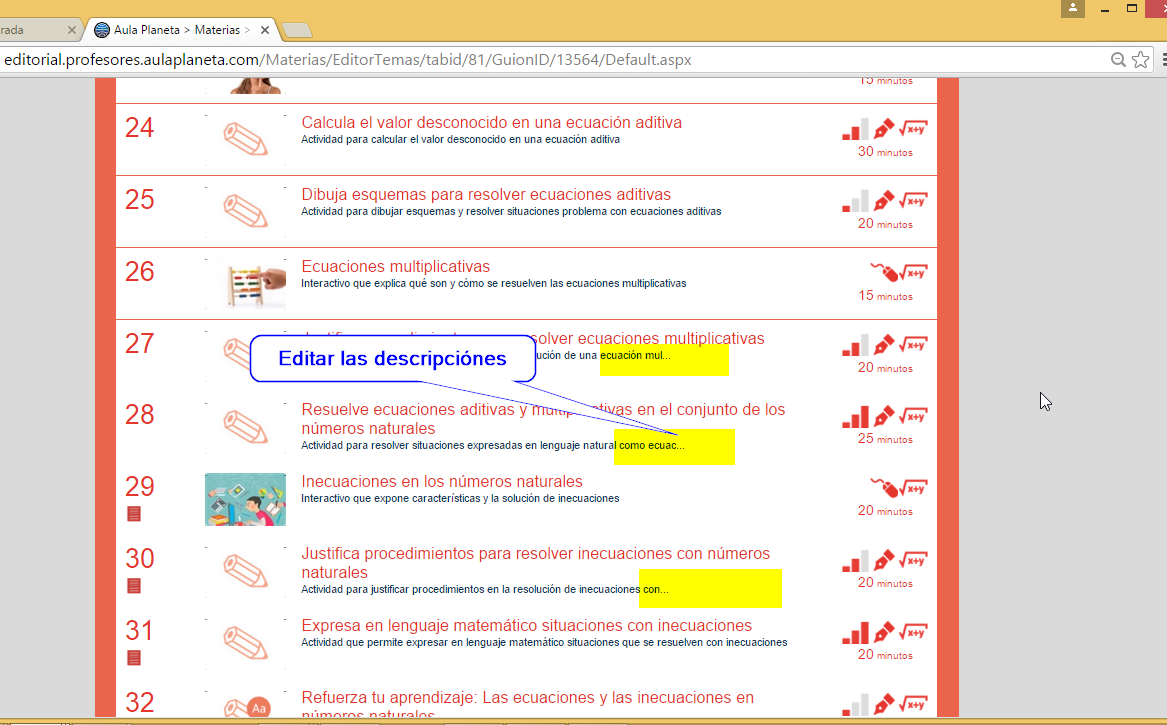 rada
Aula Planeta > Materias >
editorial.profesores.aulaplaneta.com/Materias/EditorTemas/tabid/81/GuionID/13564/Default.aspx
15 minutos
24
Calcula el valor desconocido en una ecuación aditiva
Actividad para calcular el valor desconocido en una ecuación aditiva
√x+y
30 minutos
25
Dibuja esquemas para resolver ecuaciones aditivas
Actividad para dibujar esquemas y resolver situaciones problema con ecuaciones aditivas
√x+y
20 minutos
26
Ecuaciones multiplicativas
Interactivo que explica qué son y cómo se resuelven las ecuaciones multiplicativas
√x+y
15 minutos
27
solver ecuaciones multiplicativas
ución de una ecuación mul...
√x+y
20 minutos
Editar las descripciónes
28
Resuelve ecuaciones aditivas y multiplicativas en el conjunto de los
números naturales
Actividad para resolver situaciones expresadas en lenguaje natural como ecuac...
√x+y
25 minutos
29
Inecuaciones en los números naturales
Interactivo que expone características y la solución de inecuaciones
√x+y
20 minutos
30
Justifica procedimientos para resolver inecuaciones con números
naturales
Actividad para justificar procedimientos en la resolución de inecuaciones con...
√x+y
20 minutos
31
Expresa en lenguaje matemático situaciones con inecuaciones
Actividad que permite expresar en lenguaje matemático situaciones que se resuelven con inecuaciones
√x+y
20 minutos
32
Aa
Refuerza tu aprendizaje: Las ecuaciones y las inecuaciones en
números naturales
√x+y
20 minutos